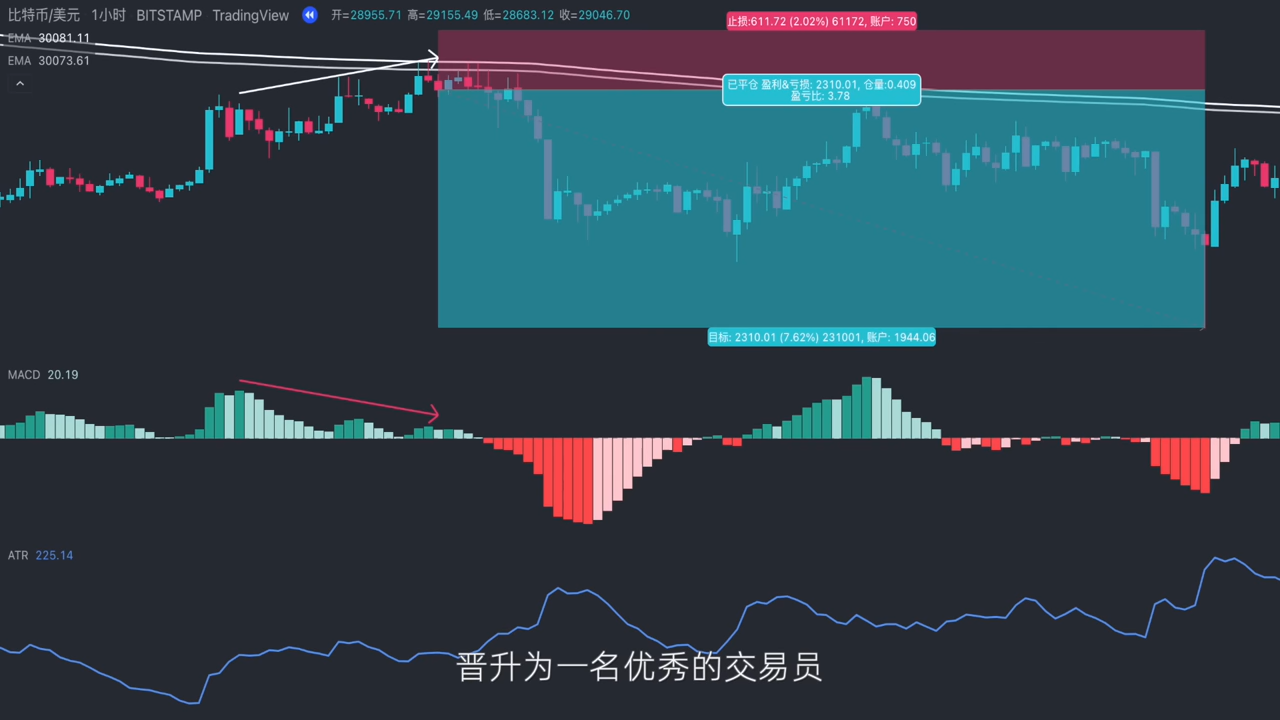 比特币/美元 1小时 BITSTAMP TradingView 开=28955.71 高=29155.49 低=28683.12 收=29046.70
止损:611.72 (2.02%) 61172, 账户: 750
EMA 30081.11
EMA 30073.61
已平仓 盈利&亏损: 2310.01, 仓量:0.409
盈亏比: 3.78
目标: 2310.01 (7.62%) 231001, 账户: 1944.06
MACD 20.19
ATR 225.14
晋升为一名优秀的交易员